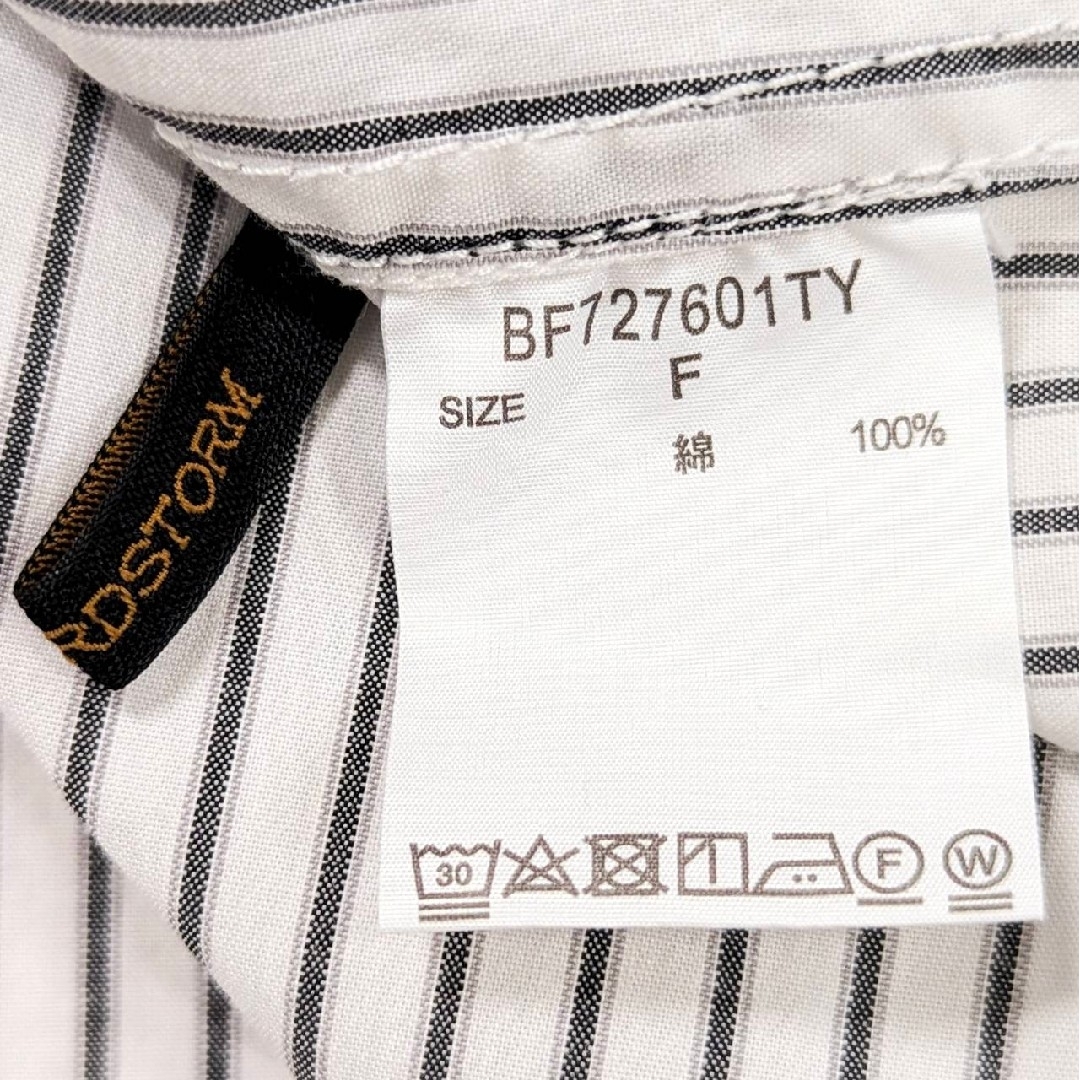 BF727601TY
SIZE F
綿 100%
30
F
W
RDSTORM